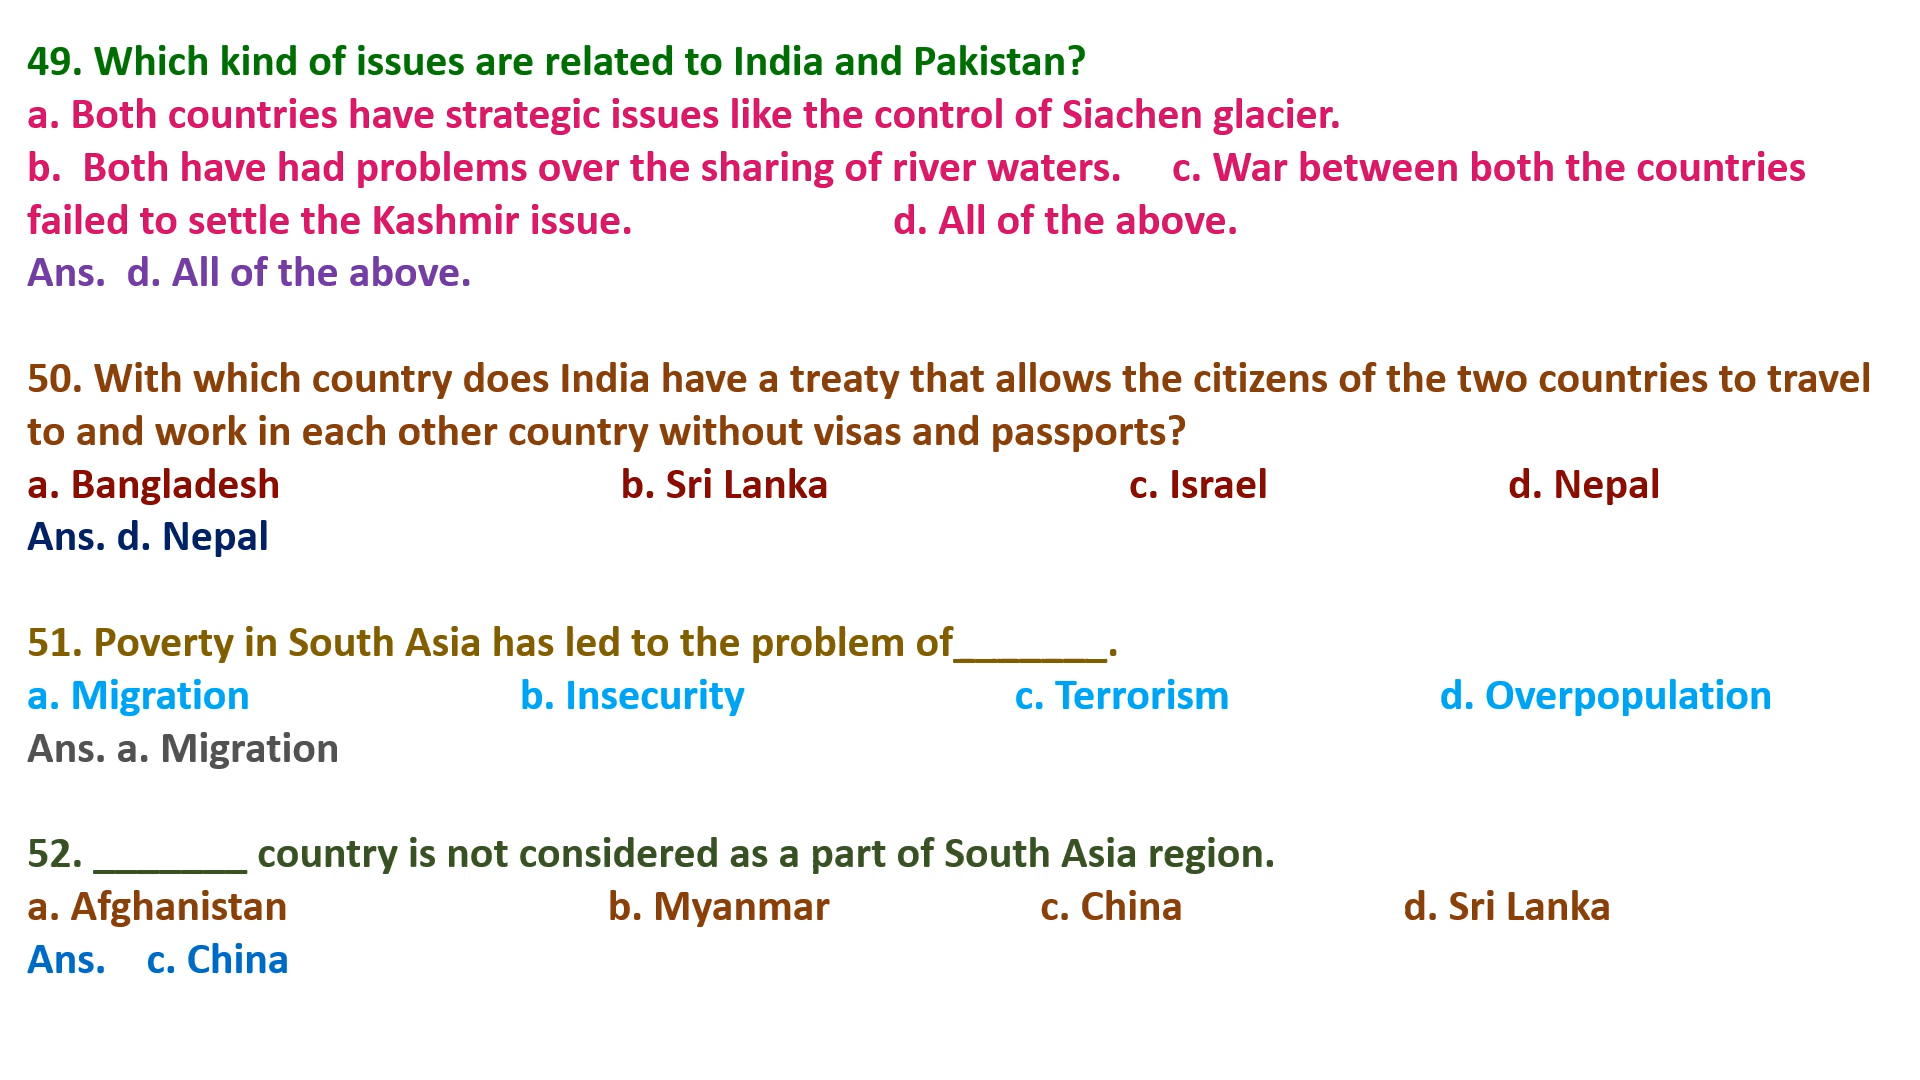 49. Which kind of issues are related to India and Pakistan?
a. Both countries have strategic issues like the control of Siachen glacier.
b.  Both have had problems over the sharing of river waters.     c. War between both the countries
failed to settle the Kashmir issue.                         d. All of the above.
Ans.  d. All of the above.
50. With which country does India have a treaty that allows the citizens of the two countries to travel
to and work in each other country without visas and passports?
a. Bangladesh                                 b. Sri Lanka                             c. Israel                       d. Nepal
Ans. d. Nepal
51. Poverty in South Asia has led to the problem of_______.
a. Migration                          b. Insecurity                          c. Terrorism                    d. Overpopulation
Ans. a. Migration
52. _______ country is not considered as a part of South Asia region.
a. Afghanistan                               b. Myanmar                    c. China                     d. Sri Lanka
Ans.    c. China